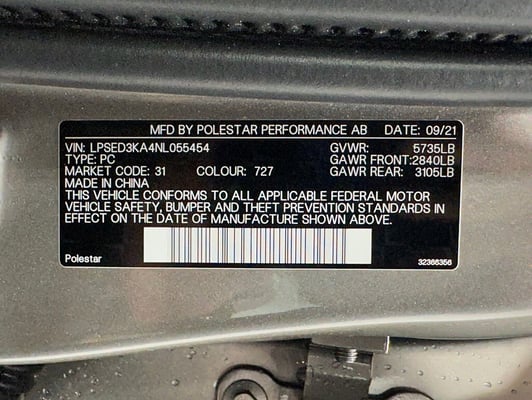 MFD BY POLESTAR PERFORMANCE AB DATE: 09/21
VIN: LPSED3KA4NL055454 GVWR: 5735LB
TYPE: PC GAWR FRONT:2840LB
MARKET CODE: 31 COLOUR: 727 GAWR REAR: 3105LB
MADE IN CHINA
THIS VEHICLE CONFORMS TO ALL APPLICABLE FEDERAL MOTOR
VEHICLE SAFETY, BUMPER AND THEFT PREVENTION STANDARDS IN
EFFECT ON THE DATE OF MANUFACTURE SHOWN ABOVE.
Polestar 32366356